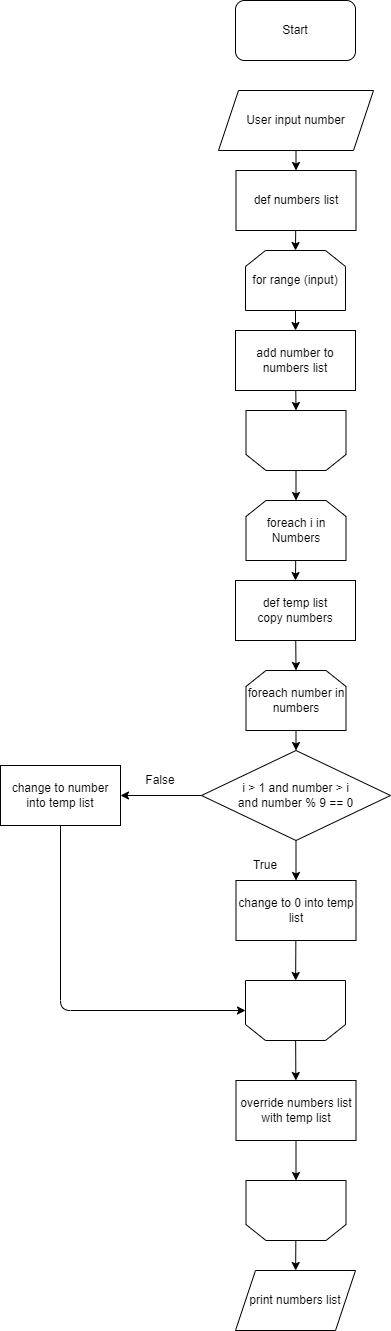 Start
User input number
def numbers list
for range (input)
add number to
numbers list
foreach i in
Numbers
def temp list
copy numbers
foreach number in
numbers
i > 1 and number > i
and number % 9 == 0
False
change to number
into temp list
True
change to 0 into temp
list
override numbers list
with temp list
print numbers list